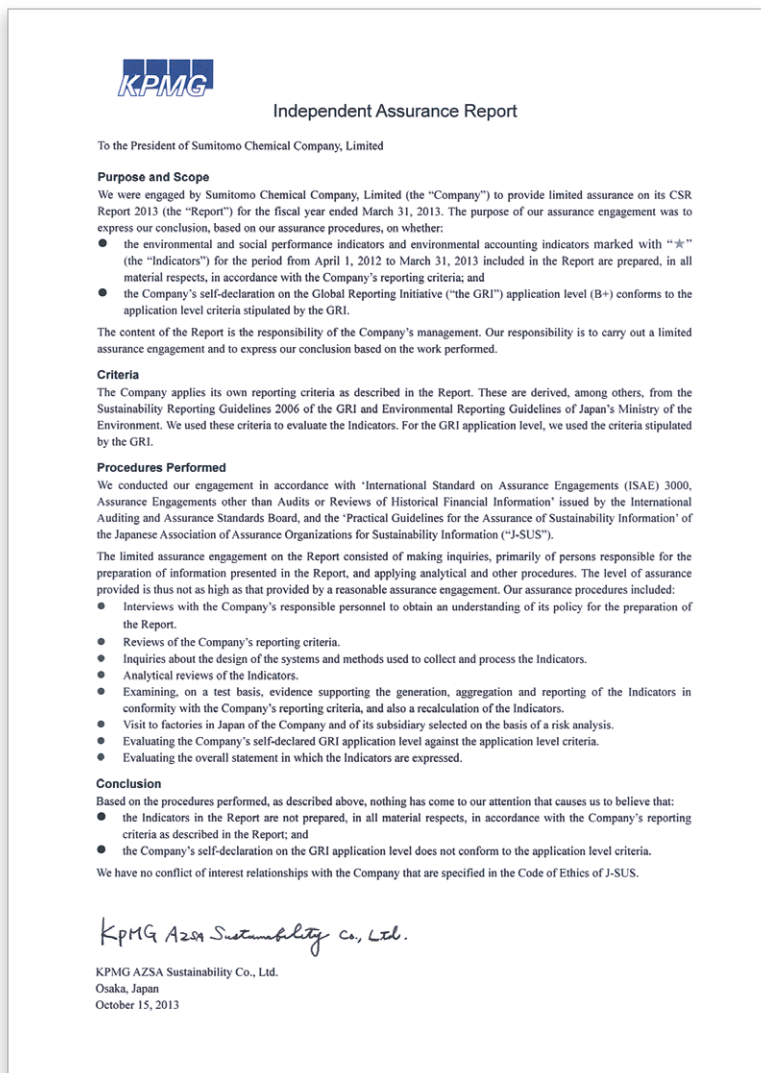 KPMG
Independent Assurance Report
To the President of Sumitomo Chemical Company, Limited
Purpose and Scope
We were engaged by Sumitomo Chemical Company, Limited (the “Company”) to provide limited assurance on its CSR
Report 2013 (the “Report”) for the fiscal year ended March 31, 2013. The purpose of our assurance engagement was to
express our conclusion, based on our assurance procedures, on whether:
● the environmental and social performance indicators and environmental accounting indicators marked with “★”
(the “Indicators”) for the period from April 1, 2012 to March 31, 2013 included in the Report are prepared, in all
material respects, in accordance with the Company’s reporting criteria; and
● the Company’s self-declaration on the Global Reporting Initiative (“the GRI”) application level (B+) conforms to the
application level criteria stipulated by the GRI.
The content of the Report is the responsibility of the Company’s management. Our responsibility is to carry out a limited
assurance engagement and to express our conclusion based on the work performed.
Criteria
The Company applies its own reporting criteria as described in the Report. These are derived, among others, from the
Sustainability Reporting Guidelines 2006 of the GRI and Environmental Reporting Guidelines of Japan’s Ministry of the
Environment. We used these criteria to evaluate the Indicators. For the GRI application level, we used the criteria stipulated
by the GRI.
Procedures Performed
We conducted our engagement in accordance with ‘International Standard on Assurance Engagements (ISAE) 3000,
Assurance Engagements other than Audits or Reviews of Historical Financial Information’ issued by the International
Auditing and Assurance Standards Board, and the ‘Practical Guidelines for the Assurance of Sustainability Information’ of
the Japanese Association of Assurance Organizations for Sustainability Information (“J-SUS”).
The limited assurance engagement on the Report consisted of making inquiries, primarily of persons responsible for the
preparation of information presented in the Report, and applying analytical and other procedures. The level of assurance
provided is thus not as high as that provided by a reasonable assurance engagement. Our assurance procedures included:
● Interviews with the Company’s responsible personnel to obtain an understanding of its policy for the preparation of
the Report.
● Reviews of the Company’s reporting criteria.
● Inquiries about the design of the systems and methods used to collect and process the Indicators.
● Analytical reviews of the Indicators.
● Examining, on a test basis, evidence supporting the generation, aggregation and reporting of the Indicators in
conformity with the Company’s reporting criteria, and also a recalculation of the Indicators.
● Visit to factories in Japan of the Company and of its subsidiary selected on the basis of a risk analysis.
● Evaluating the Company’s self-declared GRI application level against the application level criteria.
● Evaluating the overall statement in which the Indicators are expressed.
Conclusion
Based on the procedures performed, as described above, nothing has come to our attention that causes us to believe that:
● the Indicators in the Report are not prepared, in all material respects, in accordance with the Company’s reporting
criteria as described in the Report; and
● the Company’s self-declaration on the GRI application level does not conform to the application level criteria.
We have no conflict of interest relationships with the Company that are specified in the Code of Ethics of J-SUS.
KPMG AZSA Sustainability Co., Ltd.
KPMG AZSA Sustainability Co., Ltd.
Osaka, Japan
October 15, 2013